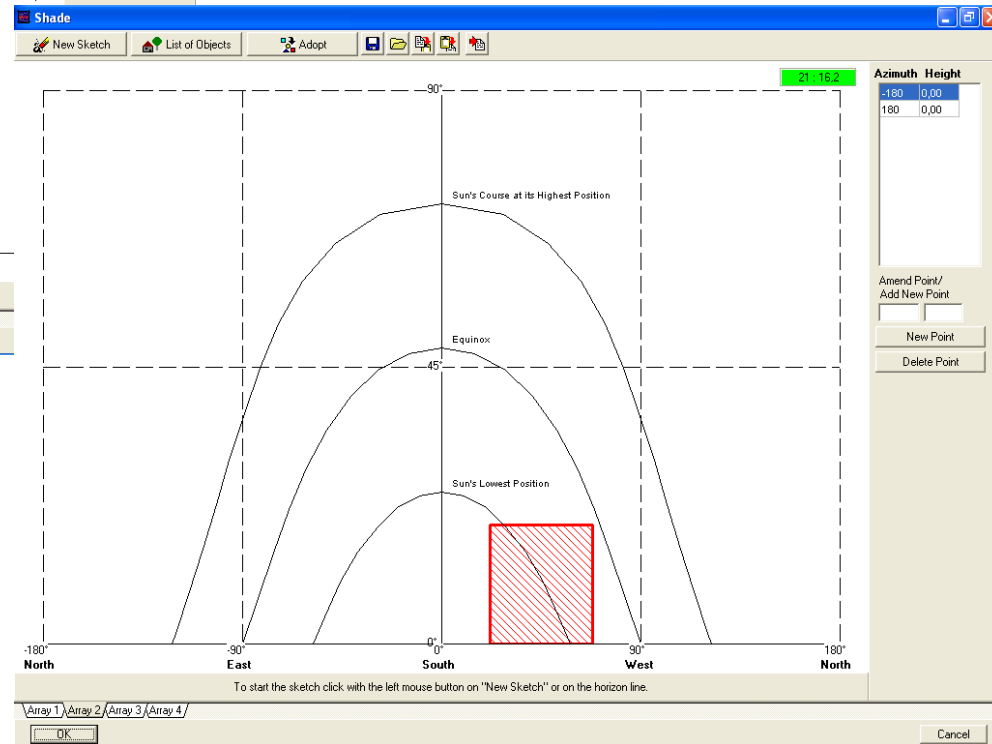 Shade
New Sketch List of Objects Adopt
21 : 16,2
Azimuth Height
-180 0,00
180 0,00
90°
Sun's Course at its Highest Position
Equinox
45°
Sun's Lowest Position
0°
-180° -90° 0° 90° 180°
North East South West North
To start the sketch click with the left mouse button on "New Sketch" or on the horizon line.
Amend Point/
Add New Point
New Point
Delete Point
Array 1 Array 2 Array 3 Array 4
OK Cancel